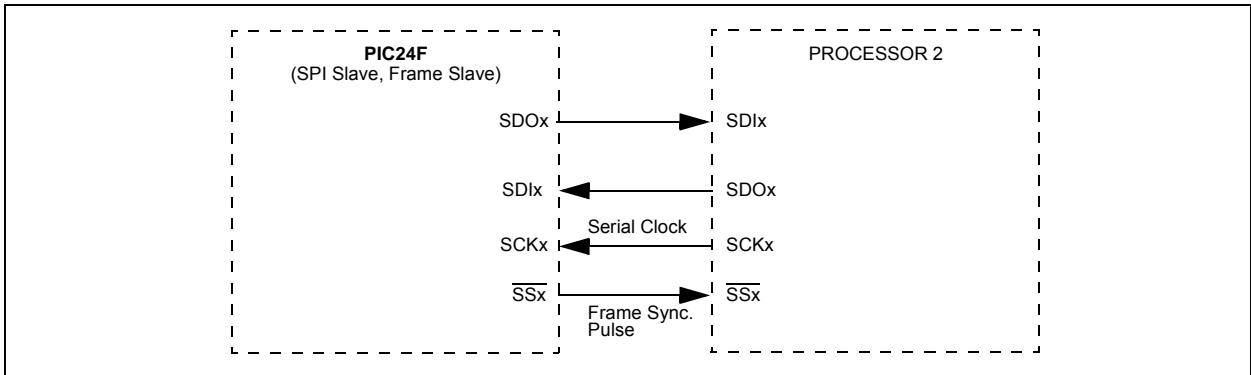 PIC24F
(SPI Slave, Frame Slave)
PROCESSOR 2
SDOx
SDIx
SDIx
SDOx
Serial Clock
SCKx
SCKx
SSx
SSx
Frame Sync.
Pulse